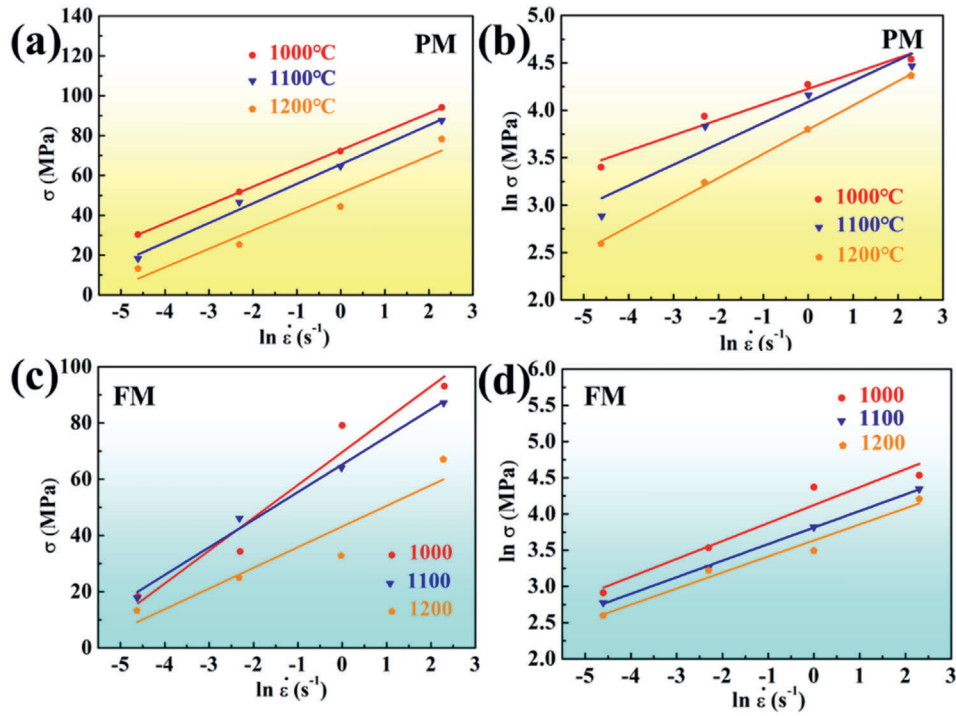 (a)
PM
1000°C
1100°C
1200°C
140
120
100
80
60
40
20
0
σ (MPa)
-5 -4 -3 -2 -1 0 1 2 3
ln ε̇ (s⁻¹)
(b)
PM
5.0
4.5
4.0
3.5
3.0
2.5
2.0
ln σ (MPa)
1000°C
1100°C
1200°C
-5 -4 -3 -2 -1 0 1 2 3
ln ε̇ (s⁻¹)
(c)
FM
100
80
60
40
20
0
σ (MPa)
1000
1100
1200
-5 -4 -3 -2 -1 0 1 2 3
ln ε̇ (s⁻¹)
(d)
FM
1000
1100
1200
6.0
5.5
5.0
4.5
4.0
3.5
3.0
2.5
2.0
ln σ (MPa)
-5 -4 -3 -2 -1 0 1 2 3
ln ε̇ (s⁻¹)